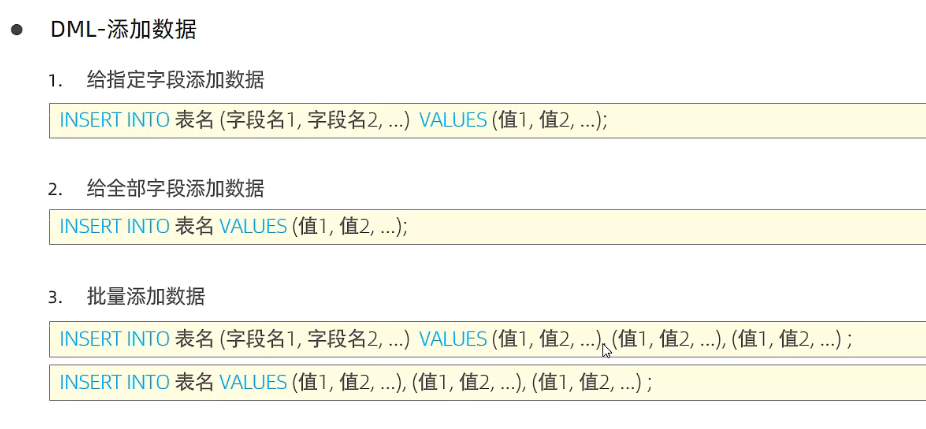 DML-添加数据
1. 给指定字段添加数据
INSERT INTO 表名 (字段名1, 字段名2, ...) VALUES (值1, 值2, ...);
2. 给全部字段添加数据
INSERT INTO 表名 VALUES (值1, 值2, ...);
3. 批量添加数据
INSERT INTO 表名 (字段名1, 字段名2, ...) VALUES (值1, 值2, ...), (值1, 值2, ...), (值1, 值2, ...) ;
INSERT INTO 表名 VALUES (值1, 值2, ...), (值1, 值2, ...), (值1, 值2, ...) ;